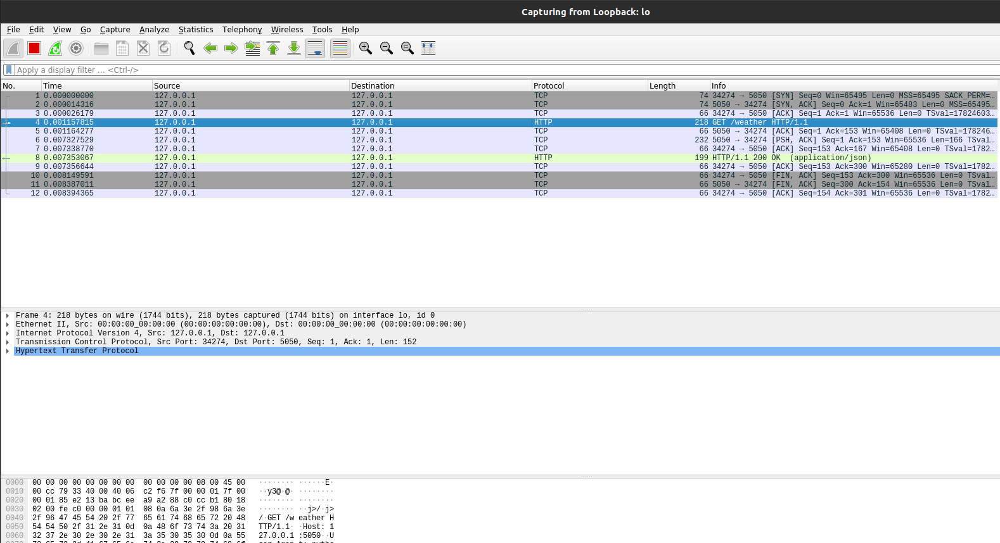 Capturing from Loopback: lo
File Edit View Go Capture Analyze Statistics Telephony Wireless Tools Help
Apply a display filter … <Ctrl-/>
No. Time Source Destination Protocol Length Info
1 0.000000000 127.0.0.1 127.0.0.1 TCP 74 34274 → 5050 [SYN] Seq=0 Win=65495 Len=0 MSS=65495 SACK_PERM=…
2 0.000014316 127.0.0.1 127.0.0.1 TCP 74 5050 → 34274 [SYN, ACK] Seq=0 Ack=1 Win=65483 Len=0 MSS=65495…
3 0.000026179 127.0.0.1 127.0.0.1 TCP 66 34274 → 5050 [ACK] Seq=1 Ack=1 Win=65536 Len=0 TSval=17824603…
4 0.001157815 127.0.0.1 127.0.0.1 HTTP 218 GET /weather HTTP/1.1
5 0.001164277 127.0.0.1 127.0.0.1 TCP 66 5050 → 34274 [ACK] Seq=1 Ack=153 Win=65408 Len=0 TSval=178246…
6 0.007327529 127.0.0.1 127.0.0.1 TCP 232 5050 → 34274 [PSH, ACK] Seq=1 Ack=153 Win=65536 Len=166 TSval…
7 0.007338770 127.0.0.1 127.0.0.1 TCP 66 34274 → 5050 [ACK] Seq=153 Ack=167 Win=65408 Len=0 TSval=1782…
8 0.007353067 127.0.0.1 127.0.0.1 HTTP 199 HTTP/1.1 200 OK (application/json)
9 0.007356644 127.0.0.1 127.0.0.1 TCP 66 34274 → 5050 [ACK] Seq=153 Ack=300 Win=65280 Len=0 TSval=1782…
10 0.008149591 127.0.0.1 127.0.0.1 TCP 66 34274 → 5050 [FIN, ACK] Seq=153 Ack=300 Win=65536 Len=0 TSval…
11 0.008387011 127.0.0.1 127.0.0.1 TCP 66 5050 → 34274 [FIN, ACK] Seq=300 Ack=154 Win=65536 Len=0 TSval…
12 0.008394365 127.0.0.1 127.0.0.1 TCP 66 34274 → 5050 [ACK] Seq=154 Ack=301 Win=65536 Len=0 TSval=1782…
Frame 4: 218 bytes on wire (1744 bits), 218 bytes captured (1744 bits) on interface lo, id 0
Ethernet II, Src: 00:00:00_00:00:00 (00:00:00:00:00:00), Dst: 00:00:00_00:00:00 (00:00:00:00:00:00)
Internet Protocol Version 4, Src: 127.0.0.1, Dst: 127.0.0.1
Transmission Control Protocol, Src Port: 34274, Dst Port: 5050, Seq: 1, Ack: 1, Len: 152
Hypertext Transfer Protocol
0000 00 00 00 00 00 00 00 00 00 00 00 00 08 00 45 00 ········ ······E·
0010 00 cc 79 33 40 00 40 06 c2 f6 7f 00 00 01 7f 00 ··y3@·@· ········
0020 00 01 85 e2 13 ba bc ee a9 a2 88 c0 cc b1 80 18 ········ ········
0030 02 00 fe c0 00 00 01 01 08 0a 6a 3e 2f 98 6a 3e ········ ··j>/·j>
0040 2f 96 47 45 54 20 2f 77 65 61 74 68 65 72 20 48 /·GET /w eather H
0050 54 54 50 2f 31 2e 31 0d 0a 48 6f 73 74 3a 20 31 TTP/1.1· ·Host: 1
0060 32 37 2e 30 2e 30 2e 31 3a 35 30 35 30 0d 0a 55 27.0.0.1 :5050··U